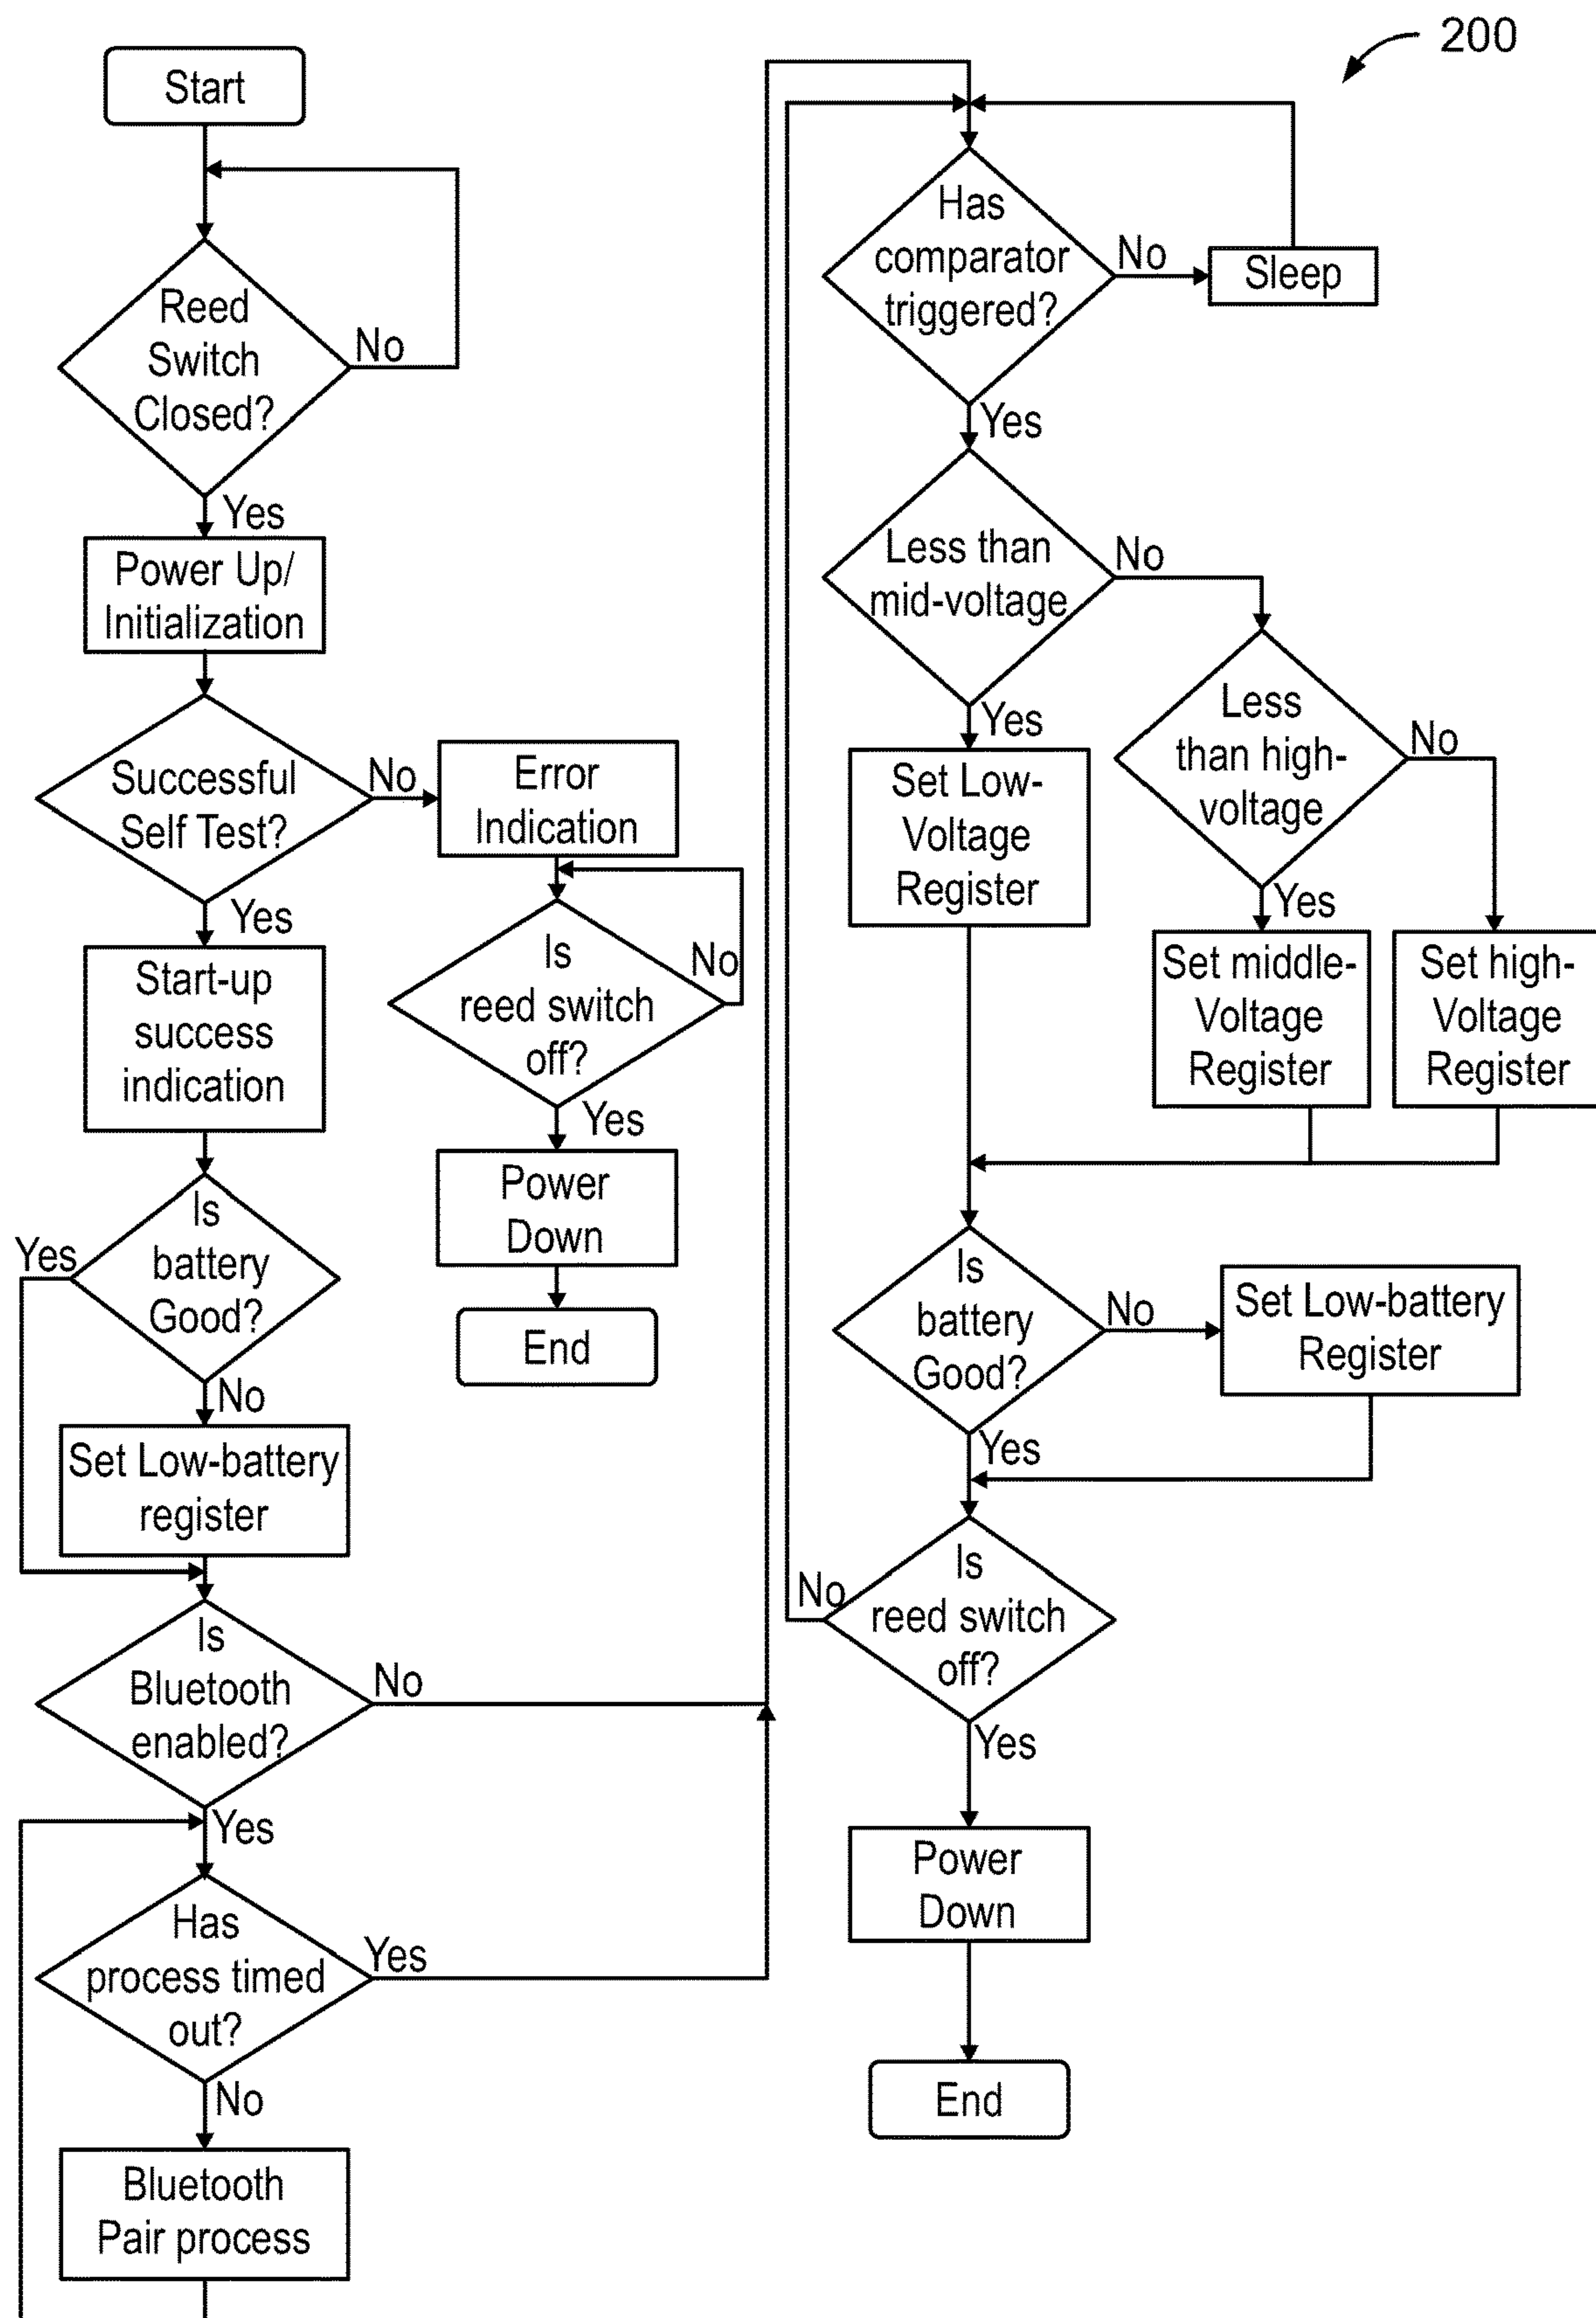 200
Start
Reed
Switch
Closed?
No
Yes
Power Up/
Initialization
Successful
Self Test?
No
Error
Indication
Yes
Is
reed switch
off?
No
Yes
Power
Down
End
Start-up
success
indication
Is
battery
Good?
Yes
No
Set Low-battery
register
Is
Bluetooth
enabled?
No
Yes
Has
process timed
out?
Yes
No
Bluetooth
Pair process
Has
comparator
triggered?
No
Sleep
Yes
Less than
mid-voltage
No
Yes
Less
than high-
voltage
No
Yes
Set Low-
Voltage
Register
Set middle-
Voltage
Register
Set high-
Voltage
Register
Is
battery
Good?
No
Set Low-battery
Register
Yes
Is
reed switch
off?
No
Yes
Power
Down
End